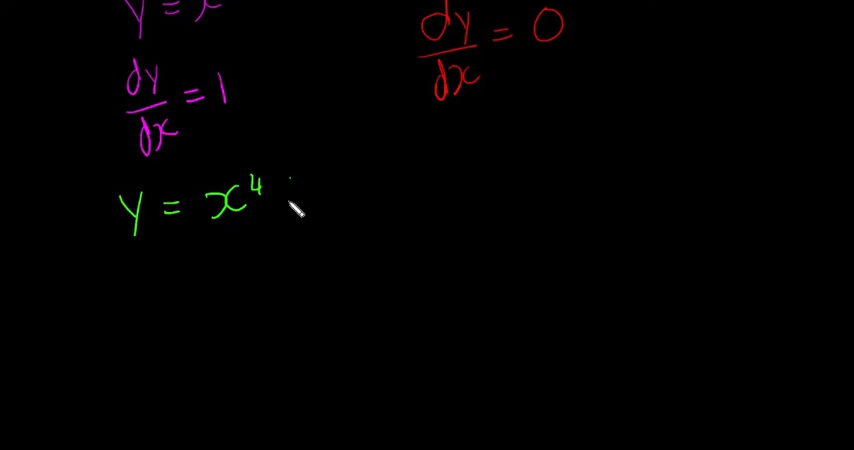 y = x
dy/dx = 1
dy/dx = 0
y = x⁴